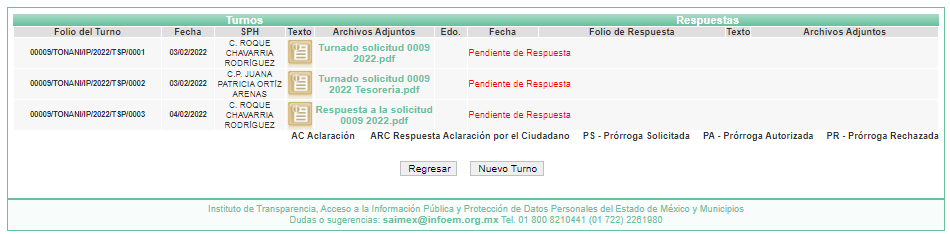 Turnos Respuestas
Folio del Turno Fecha SPH Texto Archivos Adjuntos Edo. Fecha Folio de Respuesta Texto Archivos Adjuntos
00009/TONANI/IP/2022/TSP/0001 03/02/2022 C. ROQUE CHAVARRIA RODRÍGUEZ Turnado solicitud 0009 2022.pdf Pendiente de Respuesta
00009/TONANI/IP/2022/TSP/0002 03/02/2022 C.P. JUANA PATRICIA ORTÍZ ARENAS Turnado solicitud 0009 2022 Tesorería.pdf Pendiente de Respuesta
00009/TONANI/IP/2022/TSP/0003 04/02/2022 C. ROQUE CHAVARRIA RODRÍGUEZ Respuesta a la solicitud 0009 2022.pdf Pendiente de Respuesta
AC Aclaración ARC Respuesta Aclaración por el Ciudadano PS - Prórroga Solicitada PA - Prórroga Autorizada PR - Prórroga Rechazada
Regresar Nuevo Turno
Instituto de Transparencia, Acceso a la Información Pública y Protección de Datos Personales del Estado de México y Municipios
Dudas o sugerencias: saimex@infoem.org.mx Tel. 01 800 8210441 (01 722) 2261980